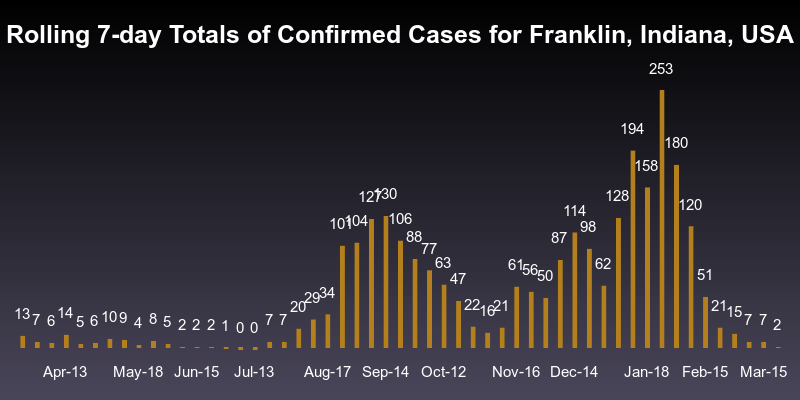 Rolling 7-day Totals of Confirmed Cases for Franklin, Indiana, USA
13 7 6 14 5 6 10 9 4 8 5 2 2 2 1 0 0 7 7 20 29 34 101 104 127 130 106 88 77 63 47 22 16 21 61 56 50 87 114 98 62 128 194 158 253 180 120 51 21 15 7 7 2
Apr-13 May-18 Jun-15 Jul-13 Aug-17 Sep-14 Oct-12 Nov-16 Dec-14 Jan-18 Feb-15 Mar-15